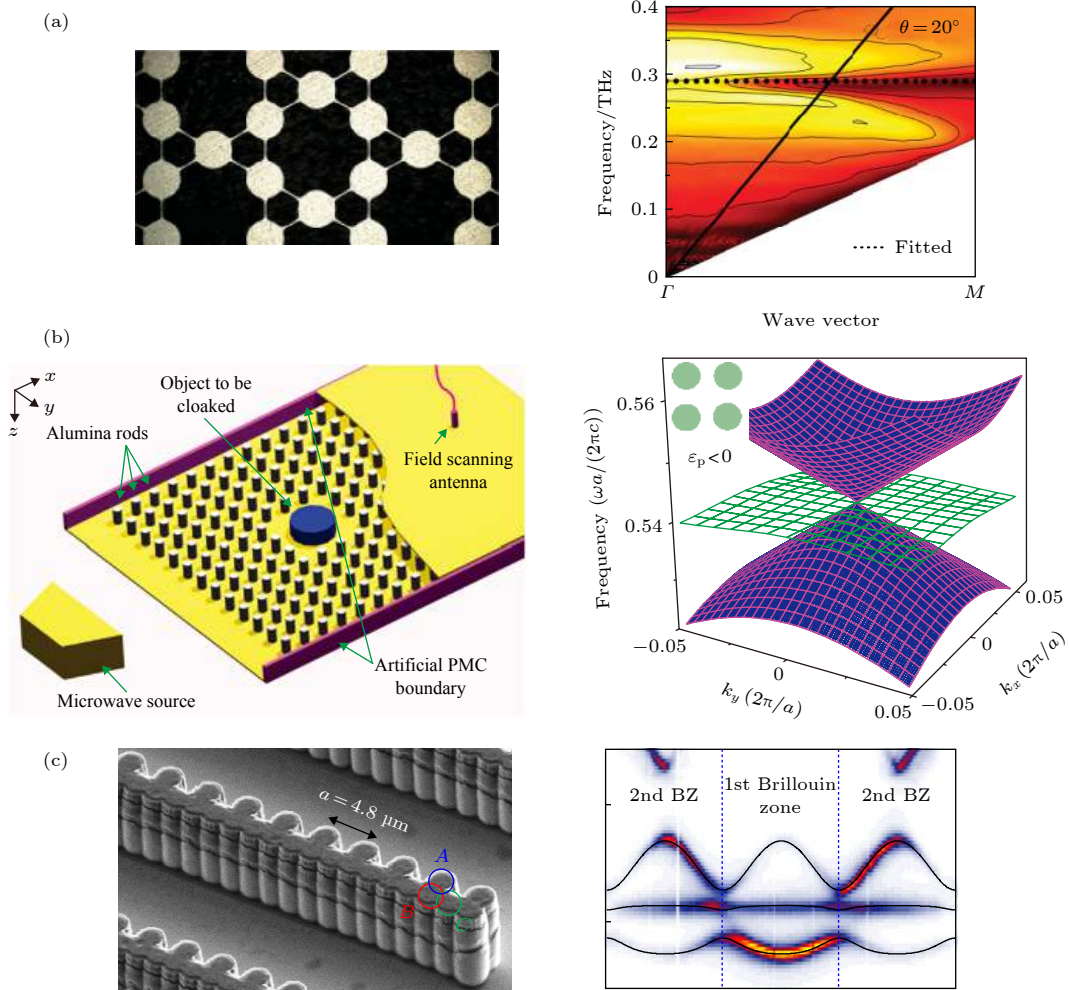 (a)
0.4
0.3
0.2
0.1
0
Frequency/THz
θ=20°
Fitted
Γ
M
Wave vector
(b)
x
y
z
Alumina rods
Object to be
cloaked
Field scanning
antenna
Microwave source
Artificial PMC
boundary
0.56
0.54
Frequency (ωa/(2πc))
εp<0
−0.05
0
0.05
ky (2π/a)
−0.05
0
0.05
kx (2π/a)
(c)
a=4.8 μm
A
B
C
2nd BZ
1st Brillouin
zone
2nd BZ